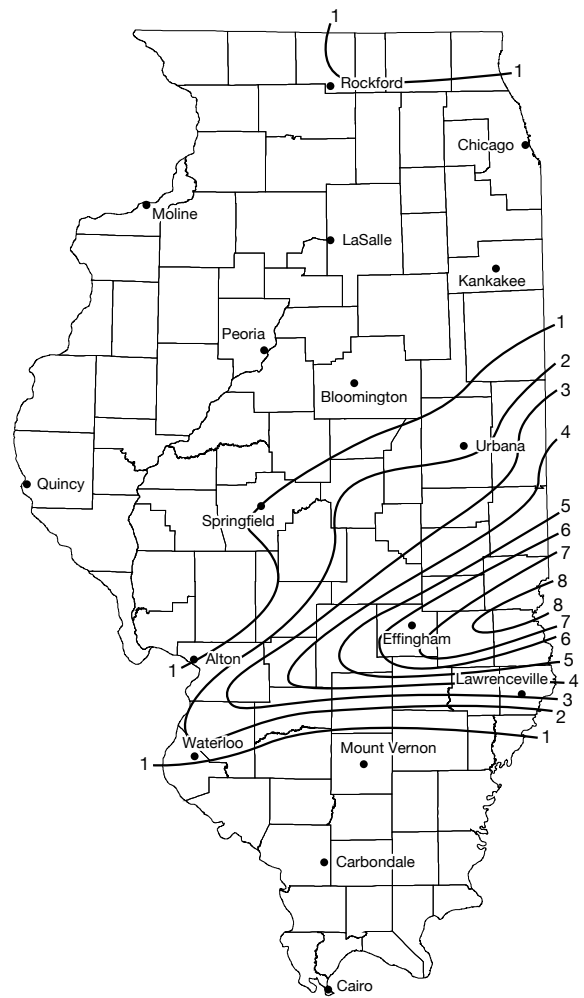 1
Rockford
1
Chicago
Moline
LaSalle
Kankakee
1
Peoria
2
Bloomington
3
4
Urbana
Quincy
5
Springfield
6
7
8
8
7
Effingham
6
Alton
5
1
Lawrenceville
4
3
2
Waterloo
1
Mount Vernon
1
Carbondale
Cairo